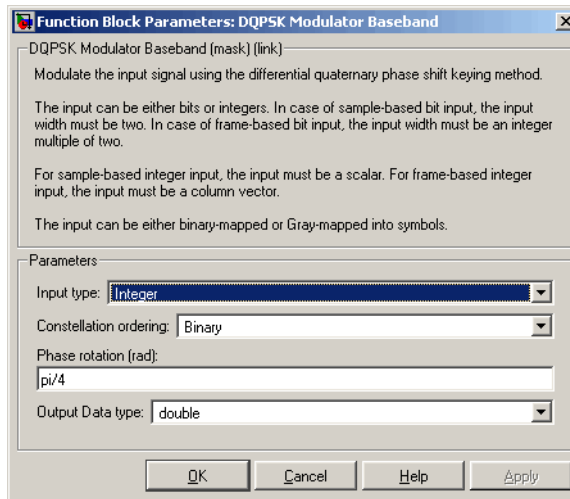 Function Block Parameters: DQPSK Modulator Baseband
DQPSK Modulator Baseband (mask) (link)
Modulate the input signal using the differential quaternary phase shift keying method.
The input can be either bits or integers. In case of sample-based bit input, the input
width must be two. In case of frame-based bit input, the input width must be an integer
multiple of two.
For sample-based integer input, the input must be a scalar. For frame-based integer
input, the input must be a column vector.
The input can be either binary-mapped or Gray-mapped into symbols.
Parameters
Input type: Integer
Constellation ordering: Binary
Phase rotation (rad):
pi/4
Output Data type: double
OK Cancel Help Apply